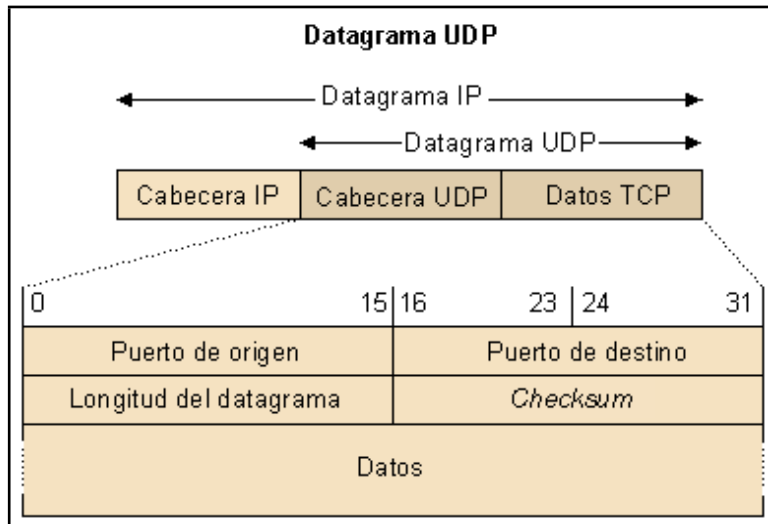 Datagrama UDP
Datagrama IP
Datagrama UDP
Cabecera IP Cabecera UDP Datos TCP
0 15 16 23 24 31
Puerto de origen Puerto de destino
Longitud del datagrama Checksum
Datos